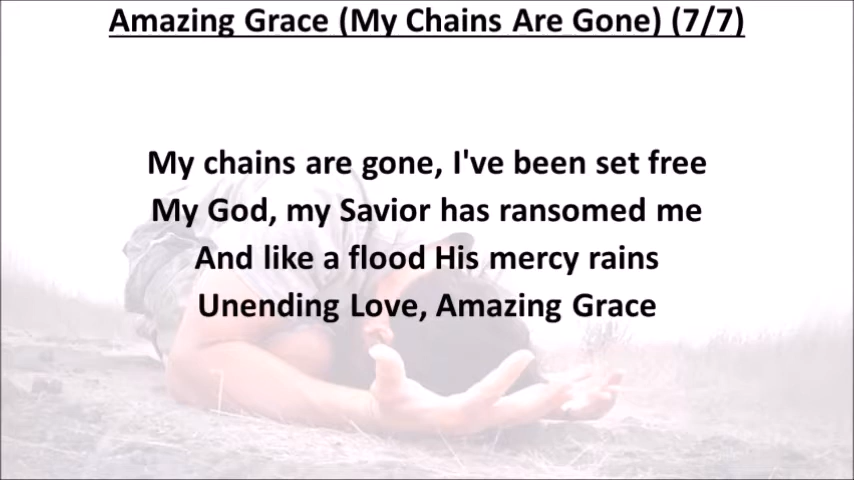 Amazing Grace (My Chains Are Gone) (7/7)
My chains are gone, I've been set free
My God, my Savior has ransomed me
And like a flood His mercy rains
Unending Love, Amazing Grace